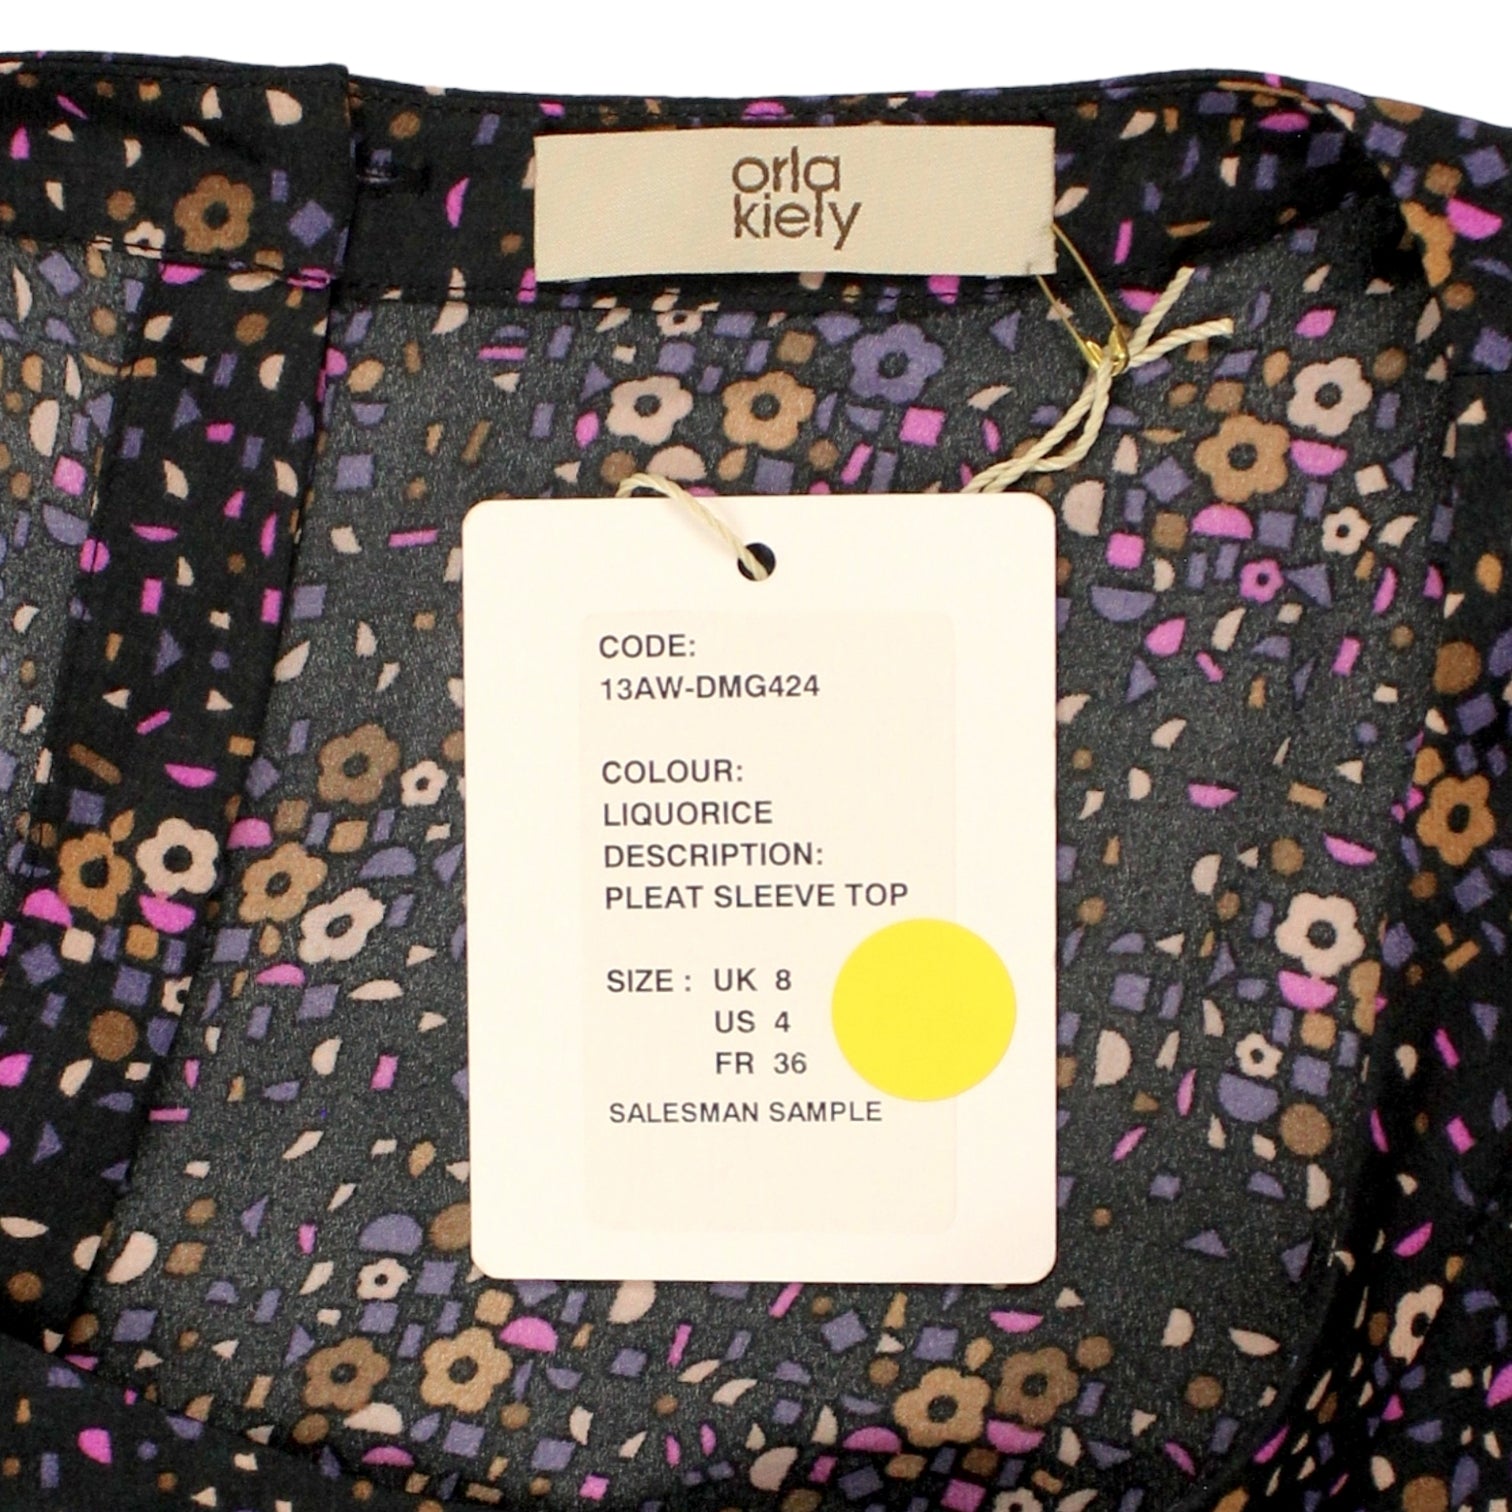 orla
kiely
CODE:
13AW-DMG424
COLOUR:
LIQUORICE
DESCRIPTION:
PLEAT SLEEVE TOP
SIZE : UK 8
US 4
FR 36
SALESMAN SAMPLE